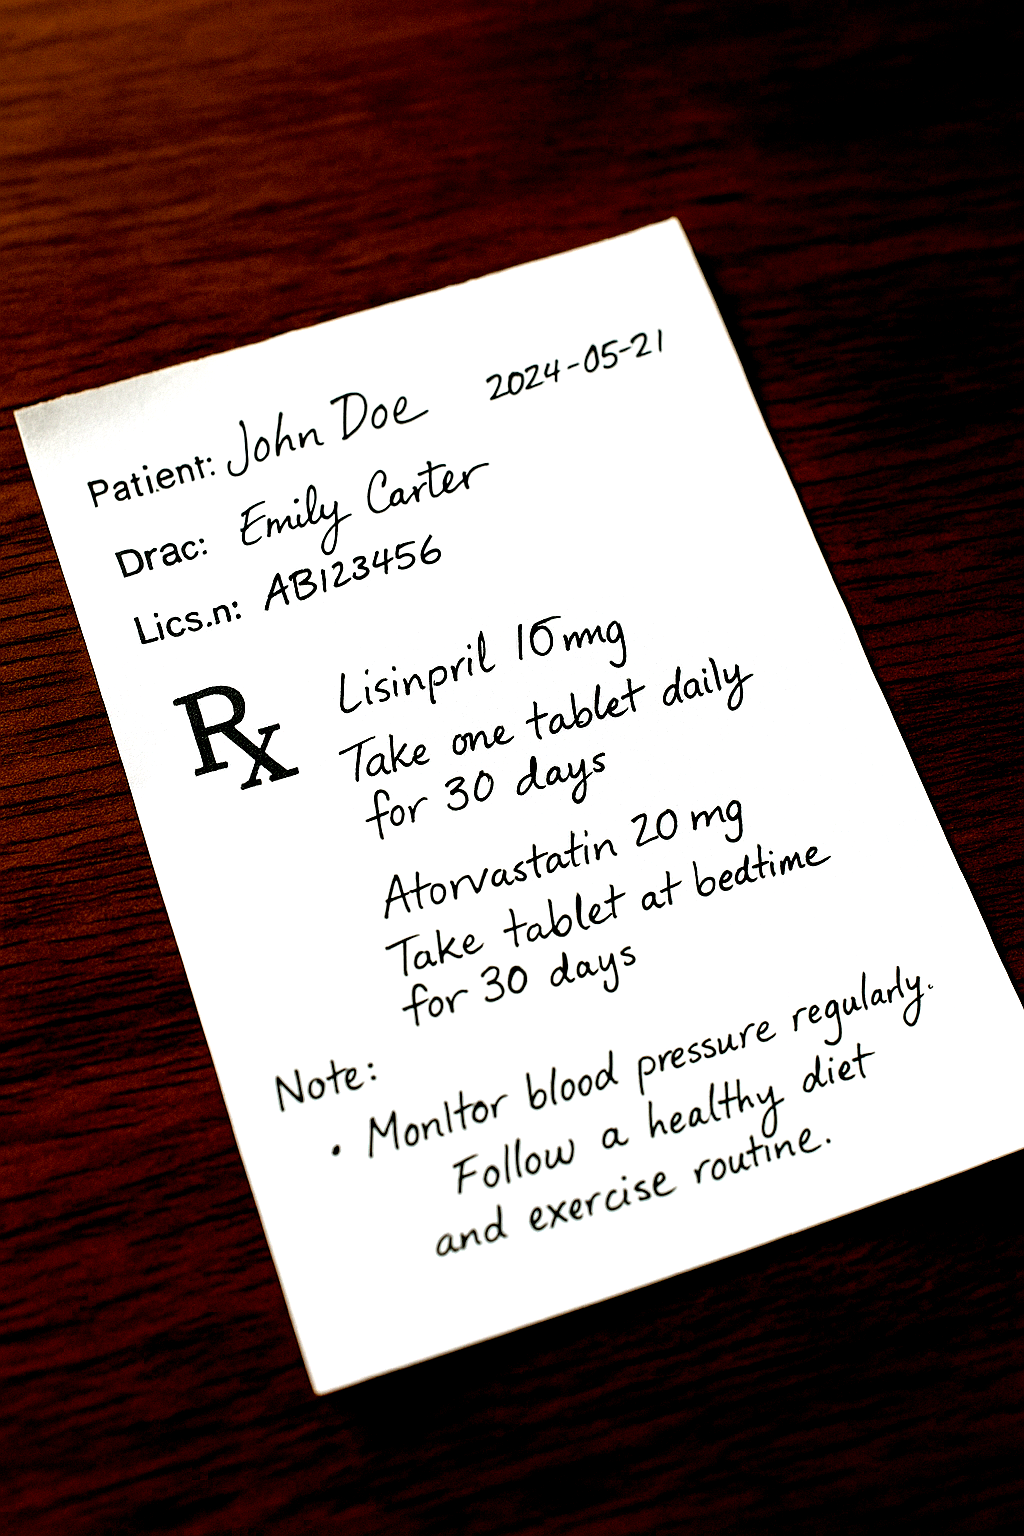 2024-05-21
Patient: John Doe
Drac: Emily Carter
Lics.n: AB123456
Rx
Lisinpril 10 mg
Take one tablet daily
for 30 days
Atorvastatin 20 mg
Take tablet at bedtime
for 30 days
Note:
• MonItor blood pressure regularly.
Follow a healthy diet
and exercise routine.